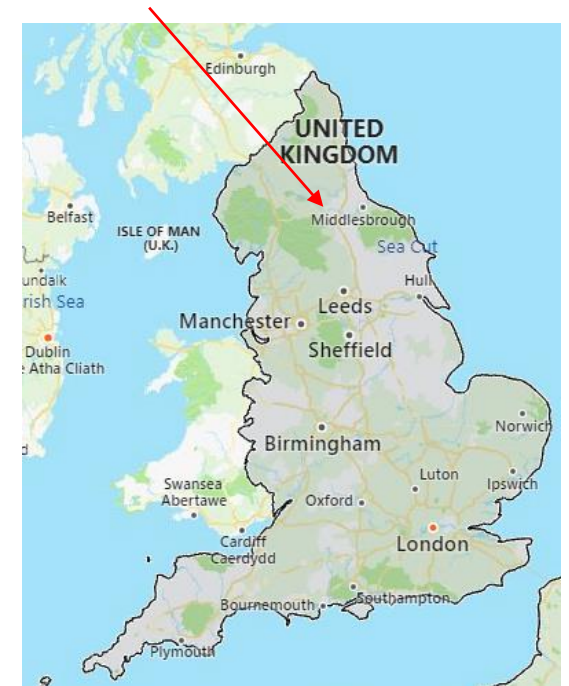 Edinburgh
UNITED
KINGDOM
Belfast
ISLE OF MAN
(U.K.)
Middlesbrough
Sea Cut
undalk
rish Sea
Hull
Leeds
Manchester
Sheffield
Dublin
Atha Cliath
Norwich
Birmingham
Luton
Ipswich
Swansea
Abertawe
Oxford
London
Cardiff
Caerdydd
Bournemouth
Southampton
Plymouth